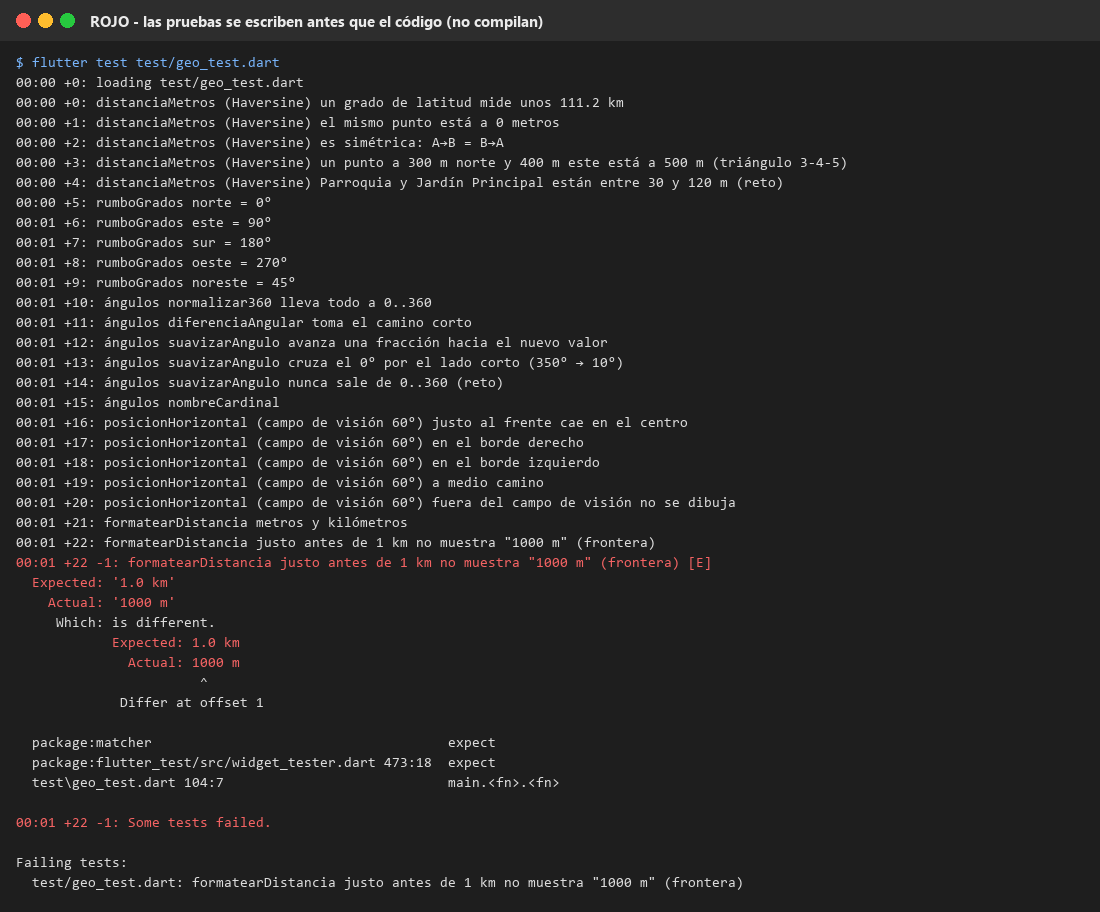 ROJO - las pruebas se escriben antes que el código (no compilan)
$ flutter test test/geo_test.dart
00:00 +0: loading test/geo_test.dart
00:00 +0: distanciaMetros (Haversine) un grado de latitud mide unos 111.2 km
00:00 +1: distanciaMetros (Haversine) el mismo punto está a 0 metros
00:00 +2: distanciaMetros (Haversine) es simétrica: A→B = B→A
00:00 +3: distanciaMetros (Haversine) un punto a 300 m norte y 400 m este está a 500 m (triángulo 3-4-5)
00:00 +4: distanciaMetros (Haversine) Parroquia y Jardín Principal están entre 30 y 120 m (reto)
00:00 +5: rumboGrados norte = 0°
00:01 +6: rumboGrados este = 90°
00:01 +7: rumboGrados sur = 180°
00:01 +8: rumboGrados oeste = 270°
00:01 +9: rumboGrados noreste = 45°
00:01 +10: ángulos normalizar360 lleva todo a 0..360
00:01 +11: ángulos diferenciaAngular toma el camino corto
00:01 +12: ángulos suavizarAngulo avanza una fracción hacia el nuevo valor
00:01 +13: ángulos suavizarAngulo cruza el 0° por el lado corto (350° → 10°)
00:01 +14: ángulos suavizarAngulo nunca sale de 0..360 (reto)
00:01 +15: ángulos nombreCardinal
00:01 +16: posicionHorizontal (campo de visión 60°) justo al frente cae en el centro
00:01 +17: posicionHorizontal (campo de visión 60°) en el borde derecho
00:01 +18: posicionHorizontal (campo de visión 60°) en el borde izquierdo
00:01 +19: posicionHorizontal (campo de visión 60°) a medio camino
00:01 +20: posicionHorizontal (campo de visión 60°) fuera del campo de visión no se dibuja
00:01 +21: formatearDistancia metros y kilómetros
00:01 +22: formatearDistancia justo antes de 1 km no muestra "1000 m" (frontera)
00:01 +22 -1: formatearDistancia justo antes de 1 km no muestra "1000 m" (frontera) [E]
Expected: '1.0 km'
Actual: '1000 m'
Which: is different.
Expected: 1.0 km
Actual: 1000 m
^
Differ at offset 1
package:matcher expect
package:flutter_test/src/widget_tester.dart 473:18 expect
test\geo_test.dart 104:7 main.<fn>.<fn>
00:01 +22 -1: Some tests failed.
Failing tests:
test/geo_test.dart: formatearDistancia justo antes de 1 km no muestra "1000 m" (frontera)